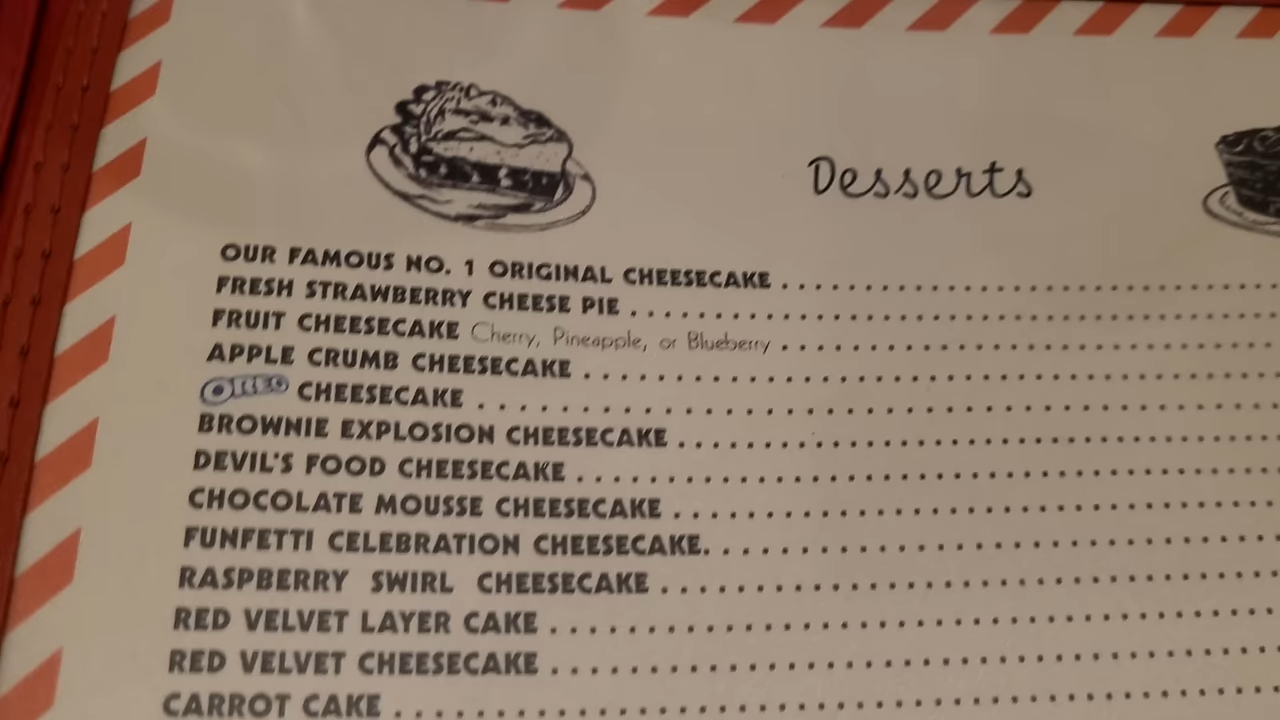 Desserts
OUR FAMOUS NO. 1 ORIGINAL CHEESECAKE
FRESH STRAWBERRY CHEESE PIE
FRUIT CHEESECAKE Cherry, Pineapple, or Blueberry
APPLE CRUMB CHEESECAKE
OREO CHEESECAKE
BROWNIE EXPLOSION CHEESECAKE
DEVIL'S FOOD CHEESECAKE
CHOCOLATE MOUSSE CHEESECAKE
FUNFETTI CELEBRATION CHEESECAKE
RASPBERRY SWIRL CHEESECAKE
RED VELVET LAYER CAKE
RED VELVET CHEESECAKE
CARROT CAKE